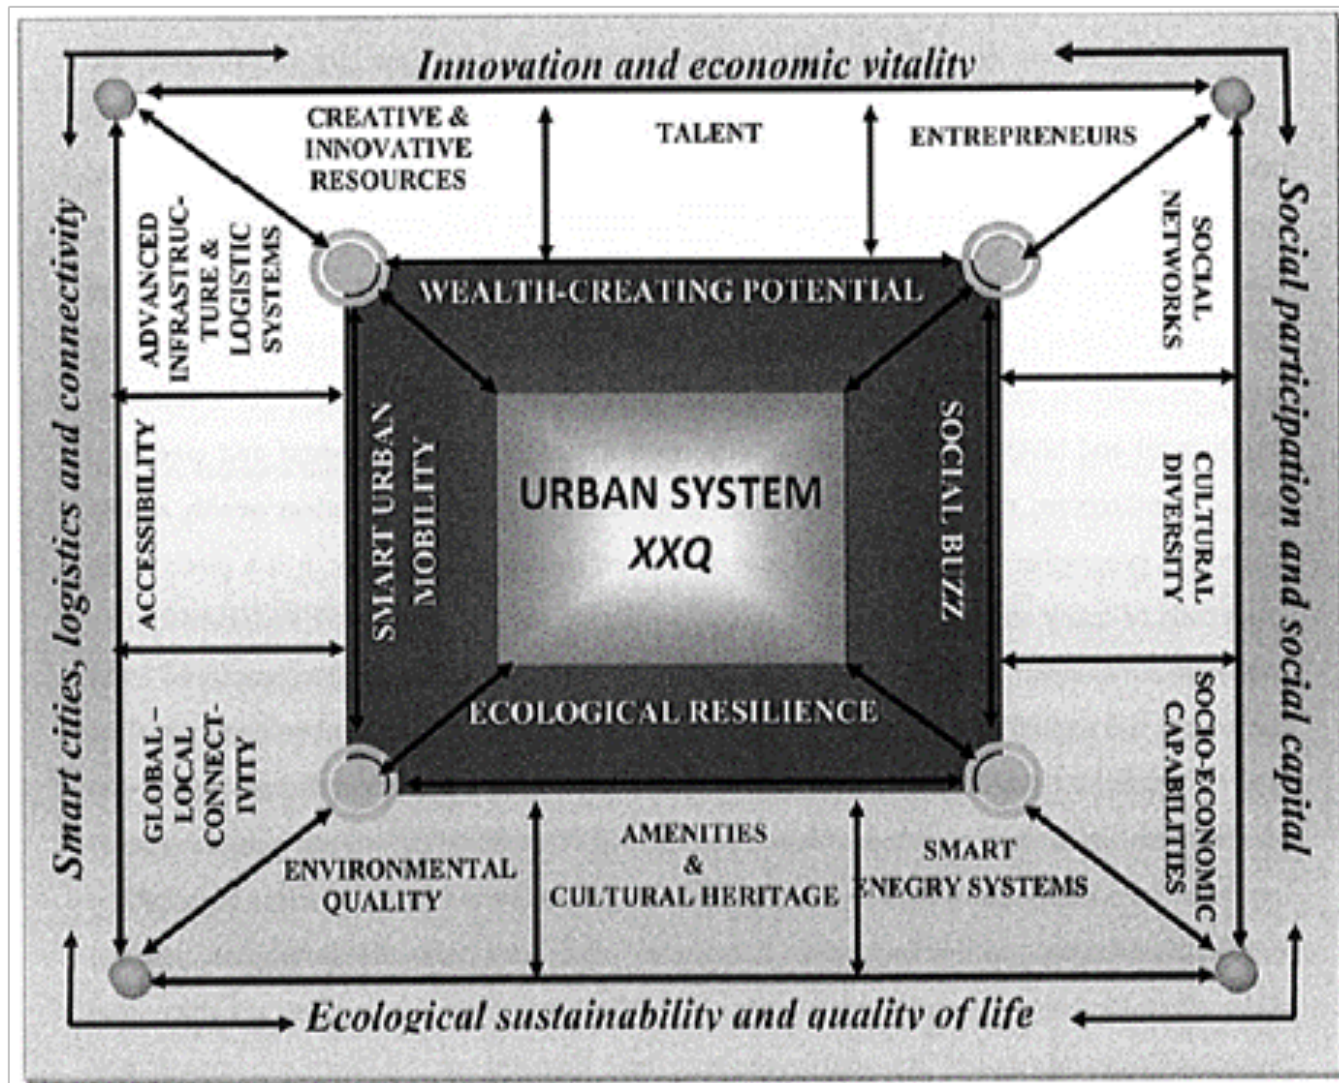 Innovation and economic vitality
CREATIVE &
INNOVATIVE
RESOURCES
TALENT
ENTREPRENEURS
Smart cities, logistics and connectivity
ADVANCED
INFRASTRUC-
TURE &
LOGISTIC
SYSTEMS
ACCESSIBILITY
GLOBAL–
LOCAL
CONNECT-
IVITY
WEALTH-CREATING POTENTIAL
SMART URBAN
MOBILITY
URBAN SYSTEM
XXQ
SOCIAL BUZZ
ECOLOGICAL RESILIENCE
SOCIAL
NETWORKS
CULTURAL
DIVERSITY
SOCIO-ECONOMIC
CAPABILITIES
Social participation and social capital
ENVIRONMENTAL
QUALITY
AMENITIES
&
CULTURAL HERITAGE
SMART
ENEGRY SYSTEMS
Ecological sustainability and quality of life